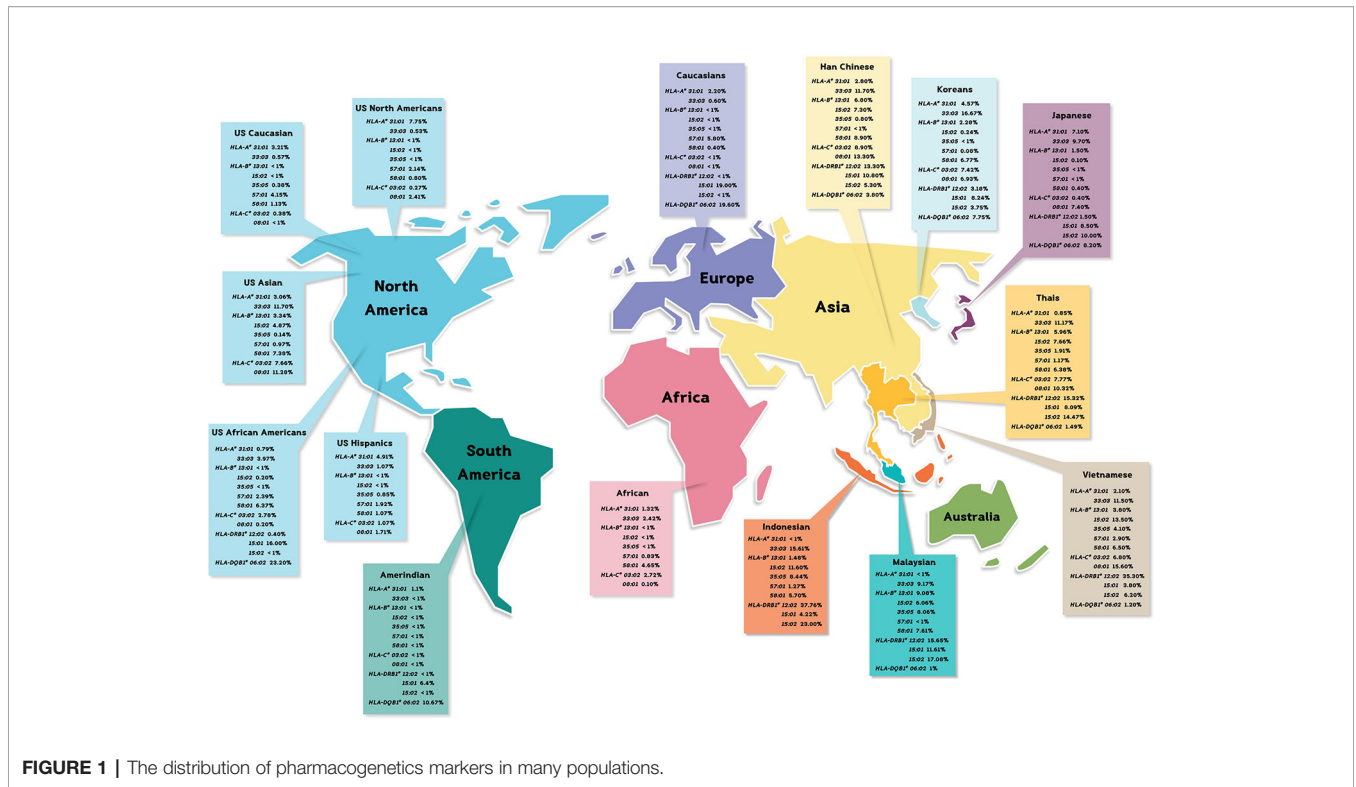 US North Americans
HLA-A* 31:01 7.75%
33:03 0.53%
HLA-B* 13:01 <1%
15:02 <1%
35:05 <1%
57:01 2.14%
58:01 0.80%
HLA-C* 03:02 0.27%
08:01 2.41%
US Caucasian
HLA-A* 31:01 3.21%
33:03 0.57%
HLA-B* 13:01 <1%
15:02 <1%
35:05 0.38%
57:01 4.15%
58:01 1.13%
HLA-C* 03:02 0.38%
08:01 <1%
US Asian
HLA-A* 31:01 3.06%
33:03 11.70%
HLA-B* 13:01 3.34%
15:02 4.87%
35:05 0.14%
57:01 0.97%
58:01 7.38%
HLA-C* 03:02 7.66%
08:01 11.28%
US African Americans
HLA-A* 31:01 0.79%
33:03 3.97%
HLA-B* 13:01 <1%
15:02 0.20%
35:05 <1%
57:01 2.39%
58:01 6.37%
HLA-C* 03:02 2.78%
08:01 0.20%
HLA-DRB1* 12:02 0.40%
15:01 16.00%
15:02 <1%
HLA-DQB1* 06:02 23.20%
US Hispanics
HLA-A* 31:01 4.91%
33:03 1.07%
HLA-B* 13:01 <1%
15:02 <1%
35:05 0.85%
57:01 1.92%
58:01 1.07%
HLA-C* 03:02 1.07%
08:01 1.71%
Amerindian
HLA-A* 31:01 1.1%
33:03 <1%
HLA-B* 13:01 <1%
15:02 <1%
35:05 <1%
57:01 <1%
58:01 <1%
HLA-C* 03:02 <1%
08:01 <1%
HLA-DRB1* 12:02 <1%
15:01 6.4%
15:02 <1%
HLA-DQB1* 06:02 10.67%
Caucasians
HLA-A* 31:01 2.20%
33:03 0.60%
HLA-B* 13:01 <1%
15:02 <1%
35:05 <1%
57:01 5.80%
58:01 0.40%
HLA-C* 03:02 <1%
08:01 <1%
HLA-DRB1* 12:02 <1%
15:01 19.00%
15:02 <1%
HLA-DQB1* 06:02 19.60%
Han Chinese
HLA-A* 31:01 2.80%
33:03 11.70%
HLA-B* 13:01 6.80%
15:02 7.30%
35:05 0.80%
57:01 <1%
58:01 8.90%
HLA-C* 03:02 8.90%
08:01 13.30%
HLA-DRB1* 12:02 13.30%
15:01 10.80%
15:02 5.30%
HLA-DQB1* 06:02 3.80%
Koreans
HLA-A* 31:01 4.57%
33:03 16.67%
HLA-B* 13:01 2.28%
15:02 0.24%
35:05 <1%
57:01 0.08%
58:01 6.77%
HLA-C* 03:02 7.42%
08:01 6.93%
HLA-DRB1* 12:02 3.18%
15:01 8.24%
15:02 3.75%
HLA-DQB1* 06:02 7.75%
Japanese
HLA-A* 31:01 7.10%
33:03 9.70%
HLA-B* 13:01 1.50%
15:02 0.10%
35:05 <1%
57:01 <1%
58:01 0.40%
HLA-C* 03:02 0.40%
08:01 7.40%
HLA-DRB1* 12:02 1.50%
15:01 8.50%
15:02 10.00%
HLA-DQB1* 06:02 8.20%
Thais
HLA-A* 31:01 0.85%
33:03 11.17%
HLA-B* 13:01 5.96%
15:02 7.66%
35:05 1.91%
57:01 1.17%
58:01 6.38%
HLA-C* 03:02 7.77%
08:01 10.32%
HLA-DRB1* 12:02 15.32%
15:01 8.09%
15:02 14.47%
HLA-DQB1* 06:02 1.49%
Vietnamese
HLA-A* 31:01 2.10%
33:03 11.50%
HLA-B* 13:01 3.80%
15:02 13.50%
35:05 4.10%
57:01 2.90%
58:01 6.50%
HLA-C* 03:02 6.80%
08:01 15.60%
HLA-DRB1* 12:02 35.30%
15:01 3.80%
15:02 6.20%
HLA-DQB1* 06:02 1.20%
African
HLA-A* 31:01 1.32%
33:03 2.42%
HLA-B* 13:01 <1%
15:02 <1%
35:05 <1%
57:01 0.83%
58:01 4.65%
HLA-C* 03:02 2.72%
08:01 0.10%
Indonesian
HLA-A* 31:01 <1%
33:03 15.61%
HLA-B* 13:01 1.48%
15:02 11.60%
35:05 8.44%
57:01 1.27%
58:01 5.70%
HLA-DRB1* 12:02 37.76%
15:01 4.22%
15:02 23.00%
Malaysian
HLA-A* 31:01 <1%
33:03 9.17%
HLA-B* 13:01 9.08%
15:02 6.06%
35:05 6.06%
57:01 <1%
58:01 7.61%
HLA-DRB1* 12:02 15.65%
15:01 11.61%
15:02 17.08%
HLA-DQB1* 06:02 1%
North
America
South
America
Europe
Africa
Asia
Australia
FIGURE 1 | The distribution of pharmacogenetics markers in many populations.